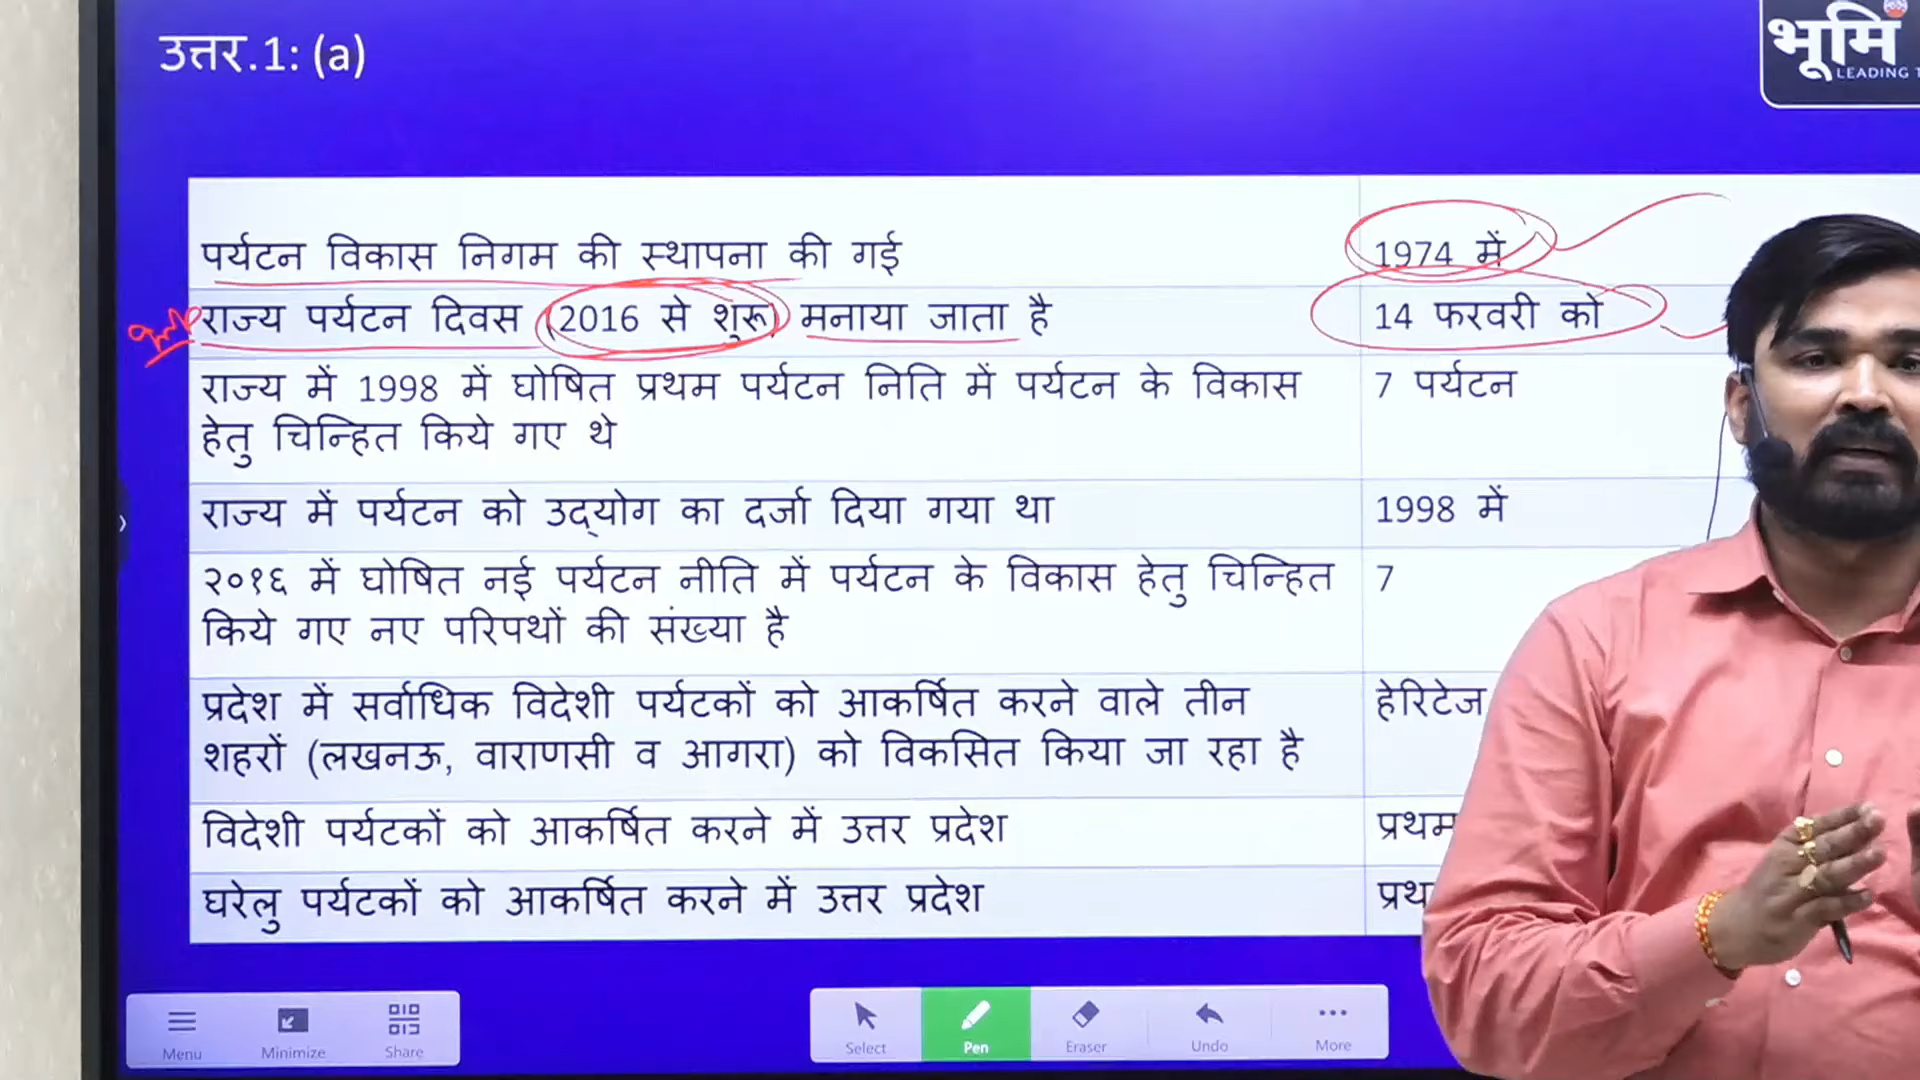 उत्तर.1: (a)
भूमि
LEADING
पर्यटन विकास निगम की स्थापना की गई
1974 में
राज्य पर्यटन दिवस (2016 से शुरू) मनाया जाता है
14 फरवरी को
राज्य में 1998 में घोषित प्रथम पर्यटन निति में पर्यटन के विकास
हेतु चिन्हित किये गए थे
7 पर्यटन
राज्य में पर्यटन को उद्‌योग का दर्जा दिया गया था
1998 में
२०१६ में घोषित नई पर्यटन नीति में पर्यटन के विकास हेतु चिन्हित
किये गए नए परिपथों की संख्या है
7
प्रदेश में सर्वाधिक विदेशी पर्यटकों को आकर्षित करने वाले तीन
शहरों (लखनऊ, वाराणसी व आगरा) को विकसित किया जा रहा है
हेरिटेज
विदेशी पर्यटकों को आकर्षित करने में उत्तर प्रदेश
प्रथम
घरेलु पर्यटकों को आकर्षित करने में उत्तर प्रदेश
Menu
Minimize
Share
Select
Pen
Eraser
Undo
More